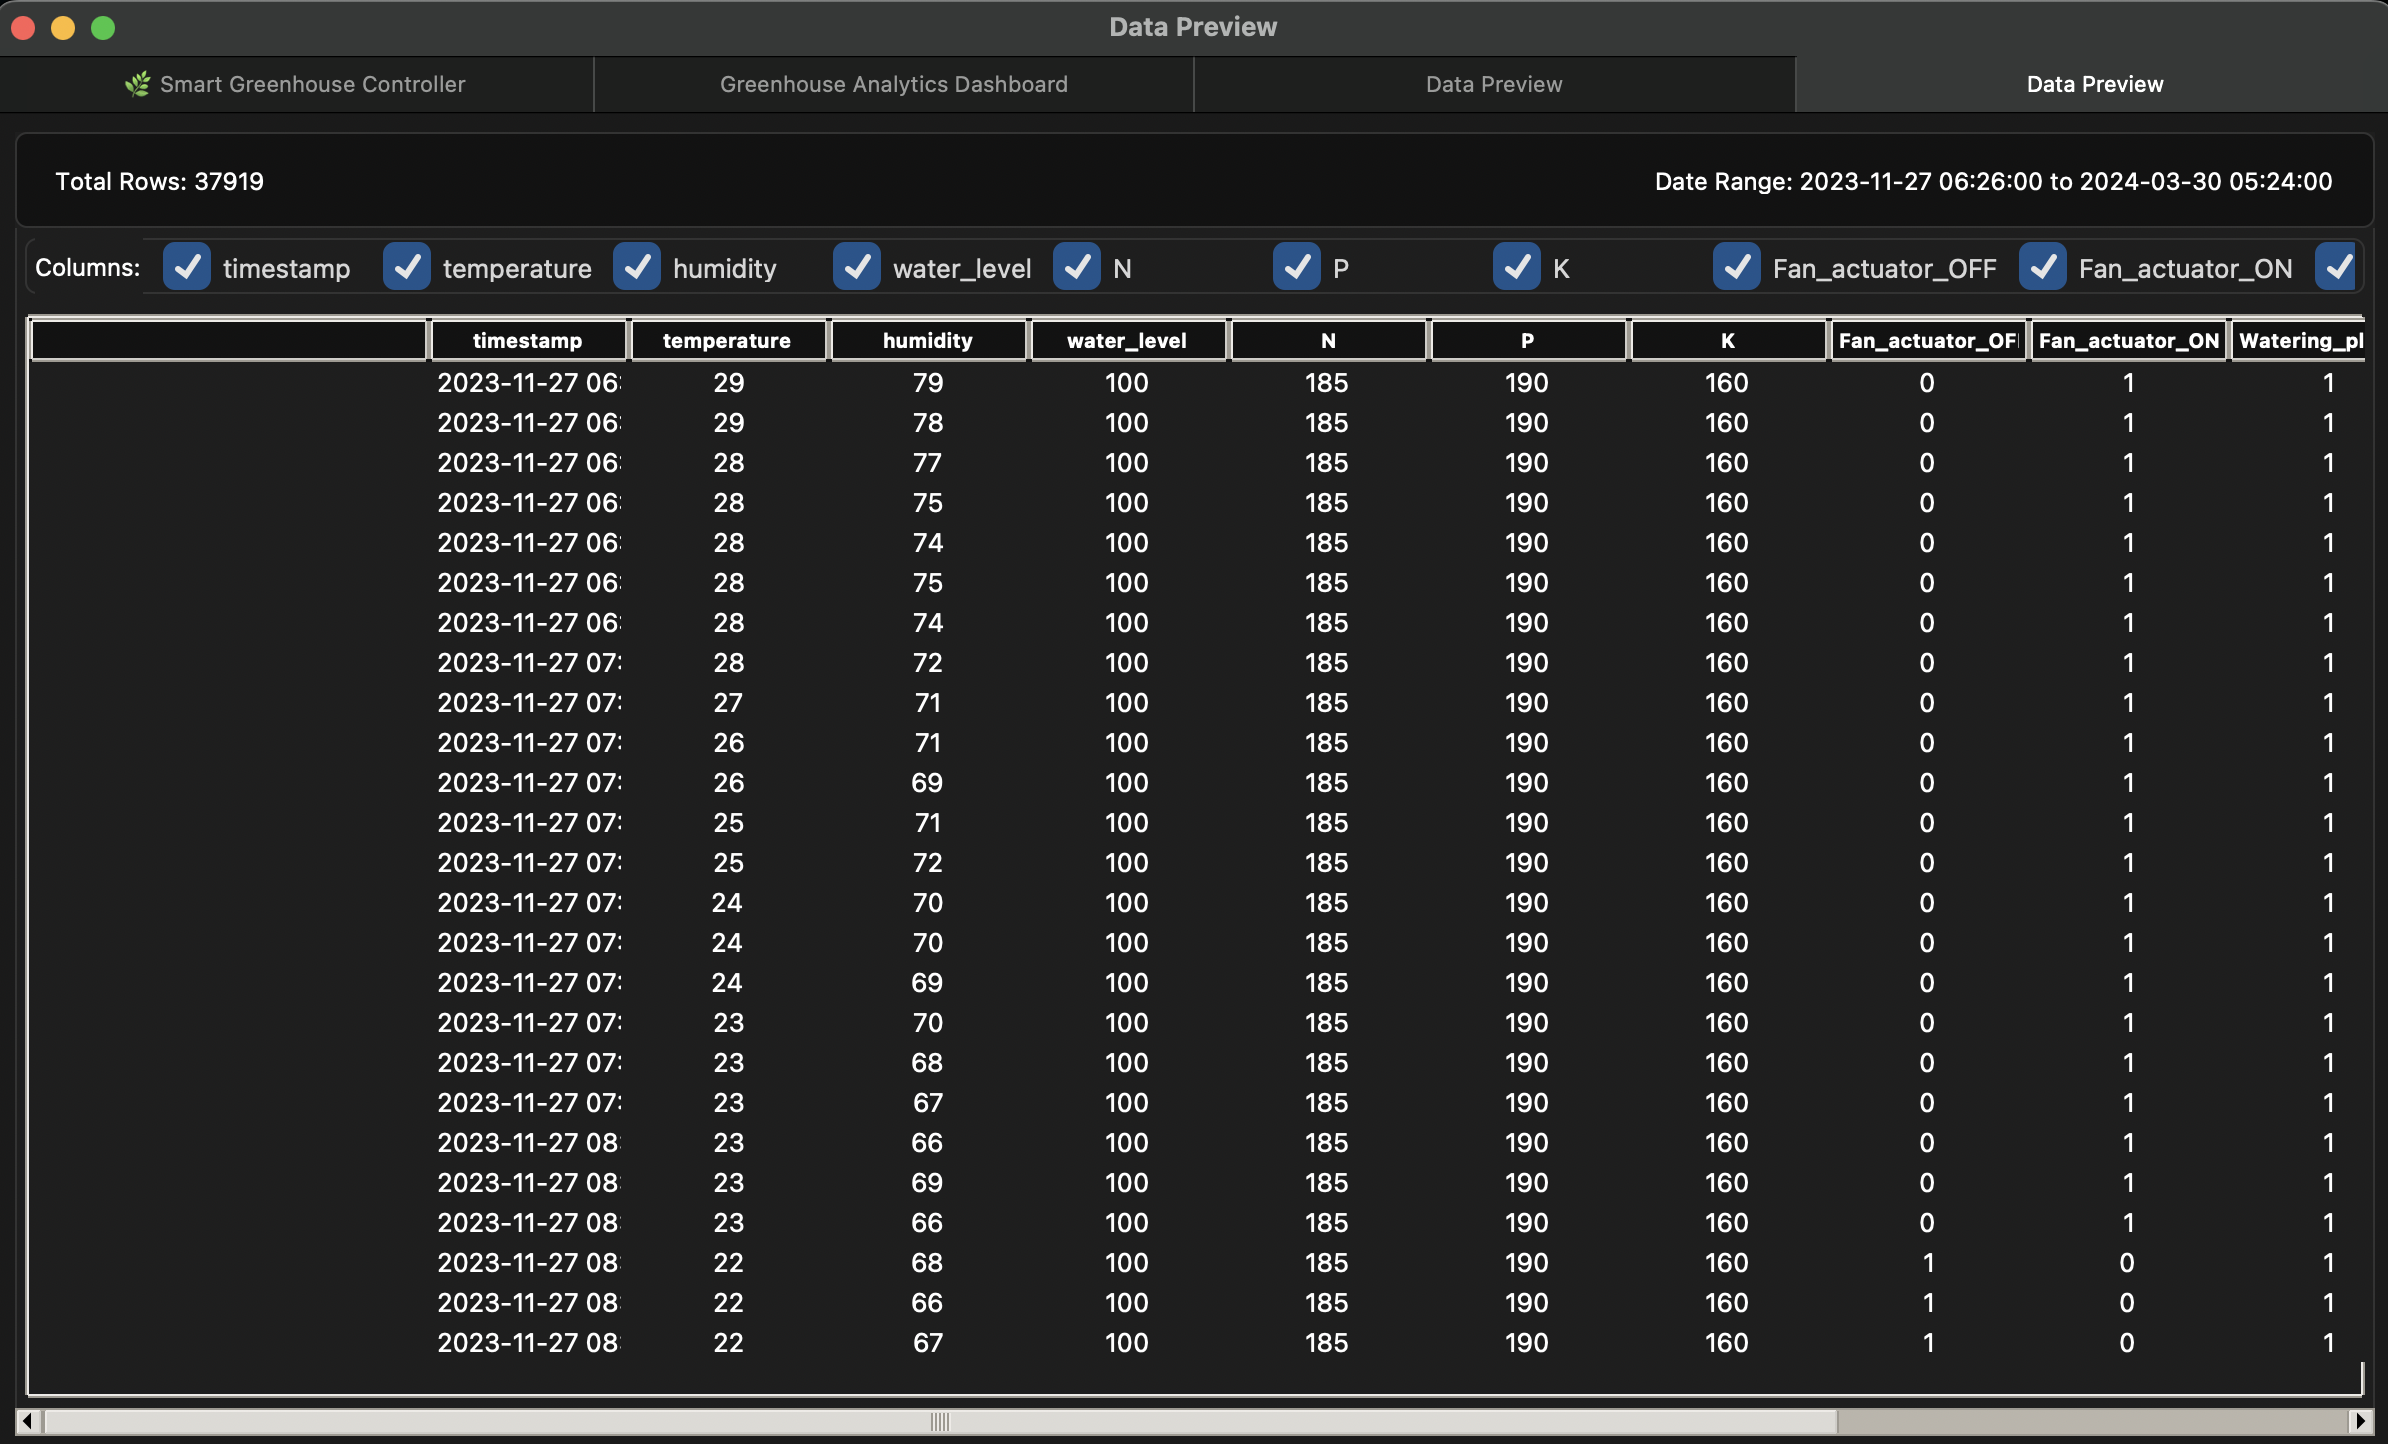 Data Preview
🌿 Smart Greenhouse Controller Greenhouse Analytics Dashboard Data Preview Data Preview
Total Rows: 37919 Date Range: 2023-11-27 06:26:00 to 2024-03-30 05:24:00
Columns: timestamp temperature humidity water_level N P K Fan_actuator_OFF Fan_actuator_ON
timestamp temperature humidity water_level N P K Fan_actuator_OF Fan_actuator_ON Watering_pl
2023-11-27 06: 29 79 100 185 190 160 0 1 1
2023-11-27 06: 29 78 100 185 190 160 0 1 1
2023-11-27 06: 28 77 100 185 190 160 0 1 1
2023-11-27 06: 28 75 100 185 190 160 0 1 1
2023-11-27 06: 28 74 100 185 190 160 0 1 1
2023-11-27 06: 28 75 100 185 190 160 0 1 1
2023-11-27 06: 28 74 100 185 190 160 0 1 1
2023-11-27 07: 28 72 100 185 190 160 0 1 1
2023-11-27 07: 27 71 100 185 190 160 0 1 1
2023-11-27 07: 26 71 100 185 190 160 0 1 1
2023-11-27 07: 26 69 100 185 190 160 0 1 1
2023-11-27 07: 25 71 100 185 190 160 0 1 1
2023-11-27 07: 25 72 100 185 190 160 0 1 1
2023-11-27 07: 24 70 100 185 190 160 0 1 1
2023-11-27 07: 24 70 100 185 190 160 0 1 1
2023-11-27 07: 24 69 100 185 190 160 0 1 1
2023-11-27 07: 23 70 100 185 190 160 0 1 1
2023-11-27 07: 23 68 100 185 190 160 0 1 1
2023-11-27 07: 23 67 100 185 190 160 0 1 1
2023-11-27 08: 23 66 100 185 190 160 0 1 1
2023-11-27 08: 23 69 100 185 190 160 0 1 1
2023-11-27 08: 23 66 100 185 190 160 0 1 1
2023-11-27 08: 22 68 100 185 190 160 1 0 1
2023-11-27 08: 22 66 100 185 190 160 1 0 1
2023-11-27 08: 22 67 100 185 190 160 1 0 1